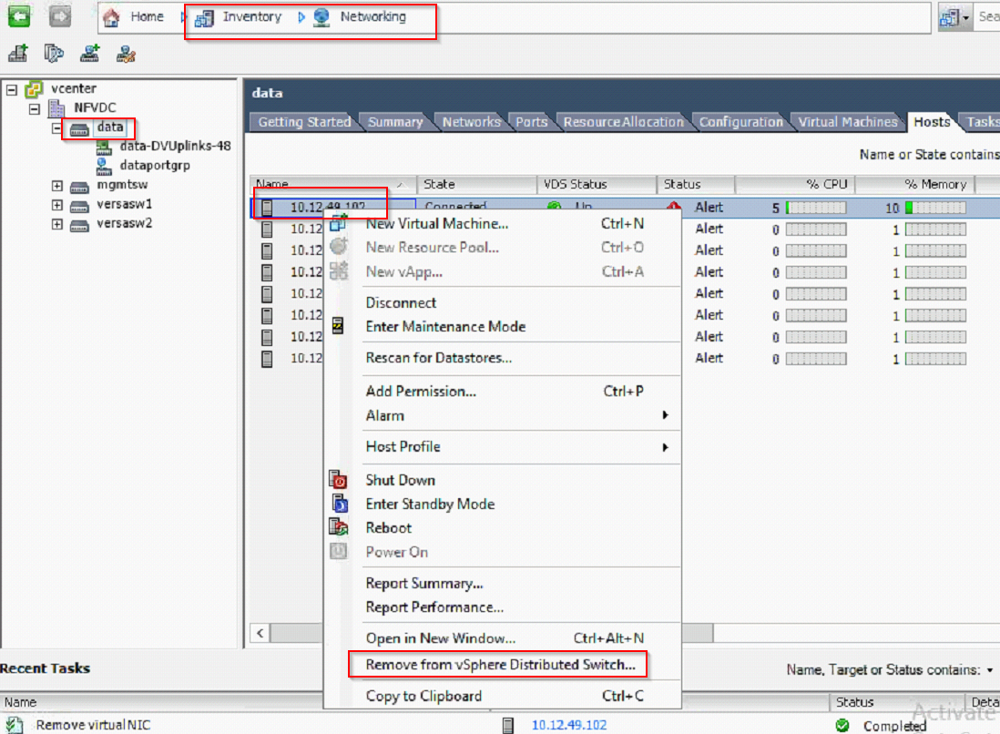 Home Inventory Networking Sea
vcenter
NFVDC
data
data-DVUplinks-48
dataportgrp
mgmtsw
versasw1
versasw2
data
Getting Started Summary Networks Ports Resource Allocation Configuration Virtual Machines Hosts Tasks
Name or State contains
Name State VDS Status Status % CPU % Memory
10.12.49.102 Connected Up Alert 5 10
10.12 Alert 0 1
10.12 Alert 0 1
10.12 Alert 0 1
10.12 Alert 0 1
10.12 Alert 0 1
10.12 Alert 0 1
10.12 Alert 0 1
New Virtual Machine... Ctrl+N
New Resource Pool... Ctrl+O
New vApp... Ctrl+A
Disconnect
Enter Maintenance Mode
Rescan for Datastores...
Add Permission... Ctrl+P
Alarm
Host Profile
Shut Down
Enter Standby Mode
Reboot
Power On
Report Summary...
Report Performance...
Open in New Window... Ctrl+Alt+N
Remove from vSphere Distributed Switch...
Copy to Clipboard Ctrl+C
Recent Tasks Name, Target or Status contains:
Name Status Deta
Activate
Remove virtual NIC 10.12.49.102 Completed